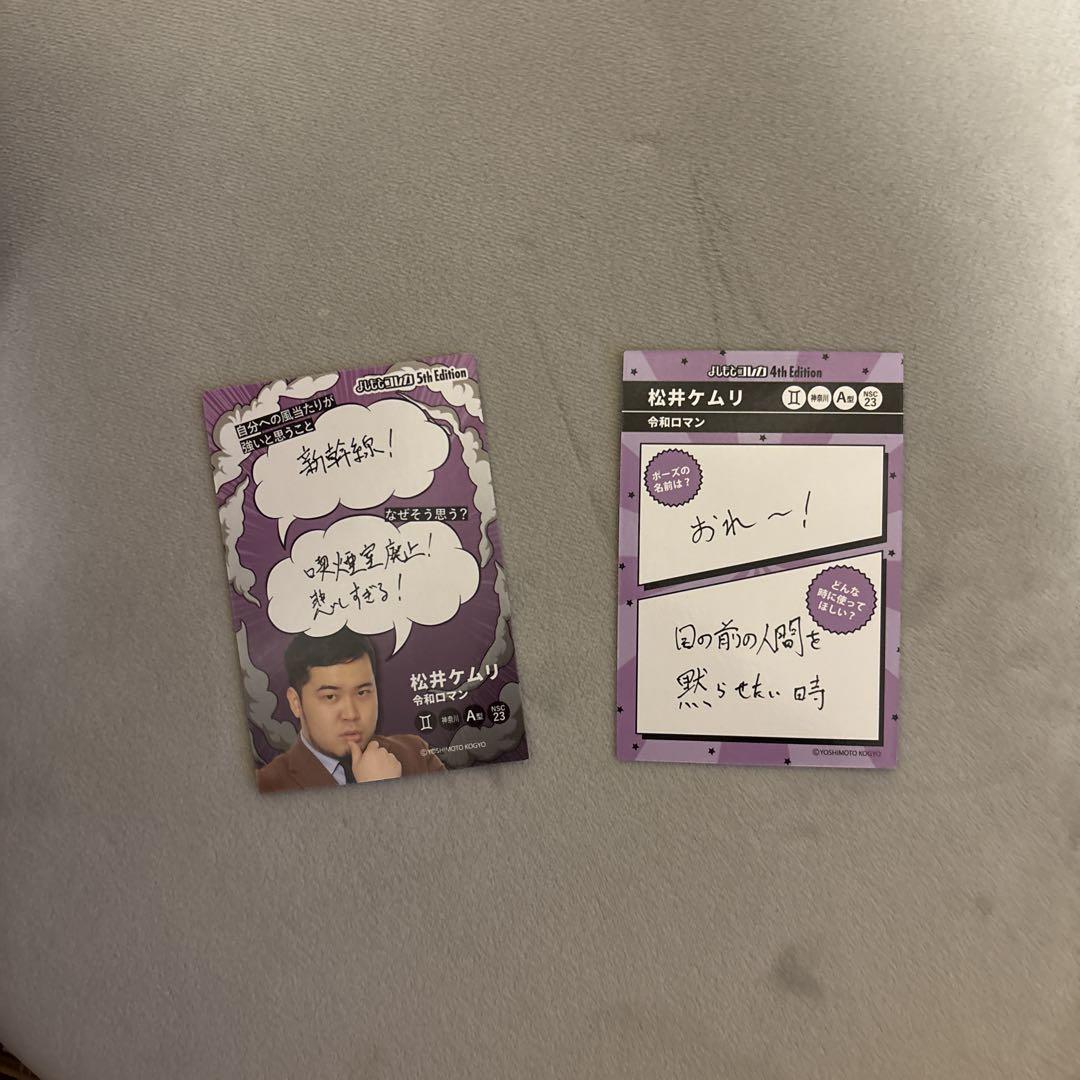 よしもとコレカ 5th Edition
自分への風当たりが
強いと思うこと
新幹線!
なぜそう思う?
喫煙室廃止!
悲しすぎる!
松井ケムリ
令和ロマン
♊ 神奈川 A型 NSC 23
©YOSHIMOTO KOGYO
よしもとコレカ 4th Edition
松井ケムリ
♊ 神奈川 A型 NSC 23
令和ロマン
ポーズの
名前は?
おれ〜!
どんな
時に使って
ほしい?
目の前の人間を
黙らせたい時
©YOSHIMOTO KOGYO